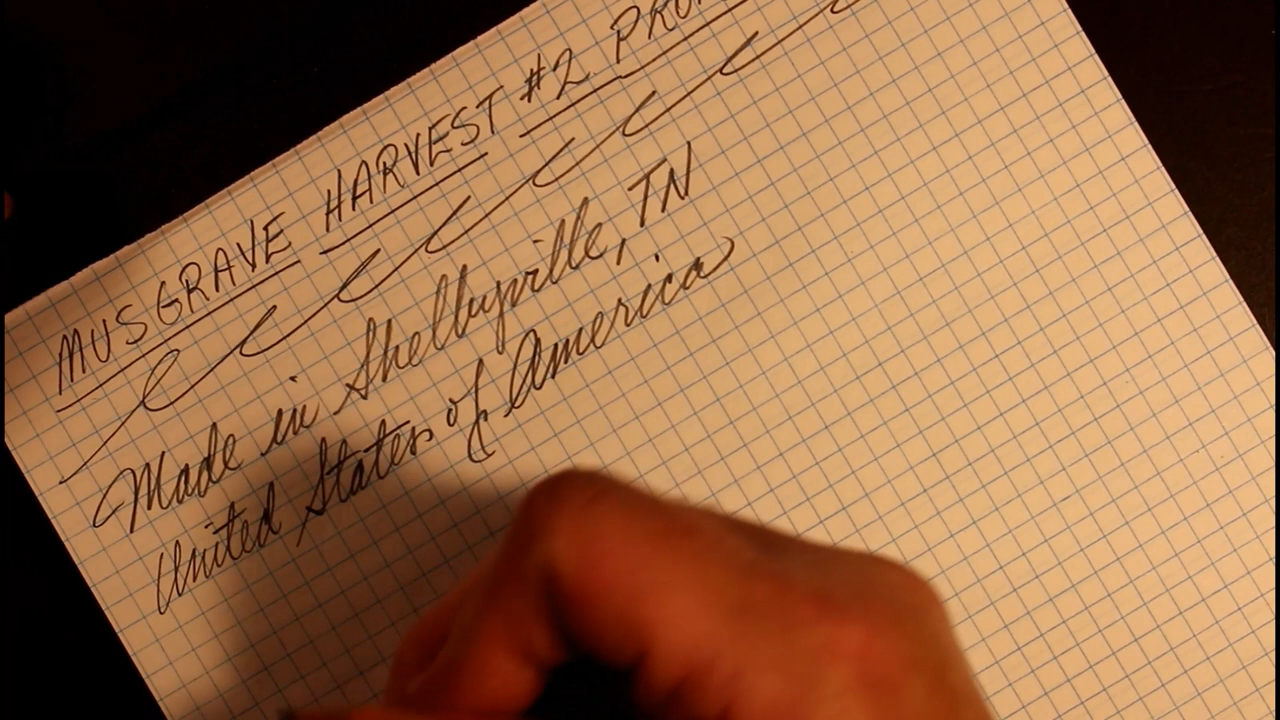 MUSGRAVE HARVEST #2
Made in Shelbyville, TN
United States of America